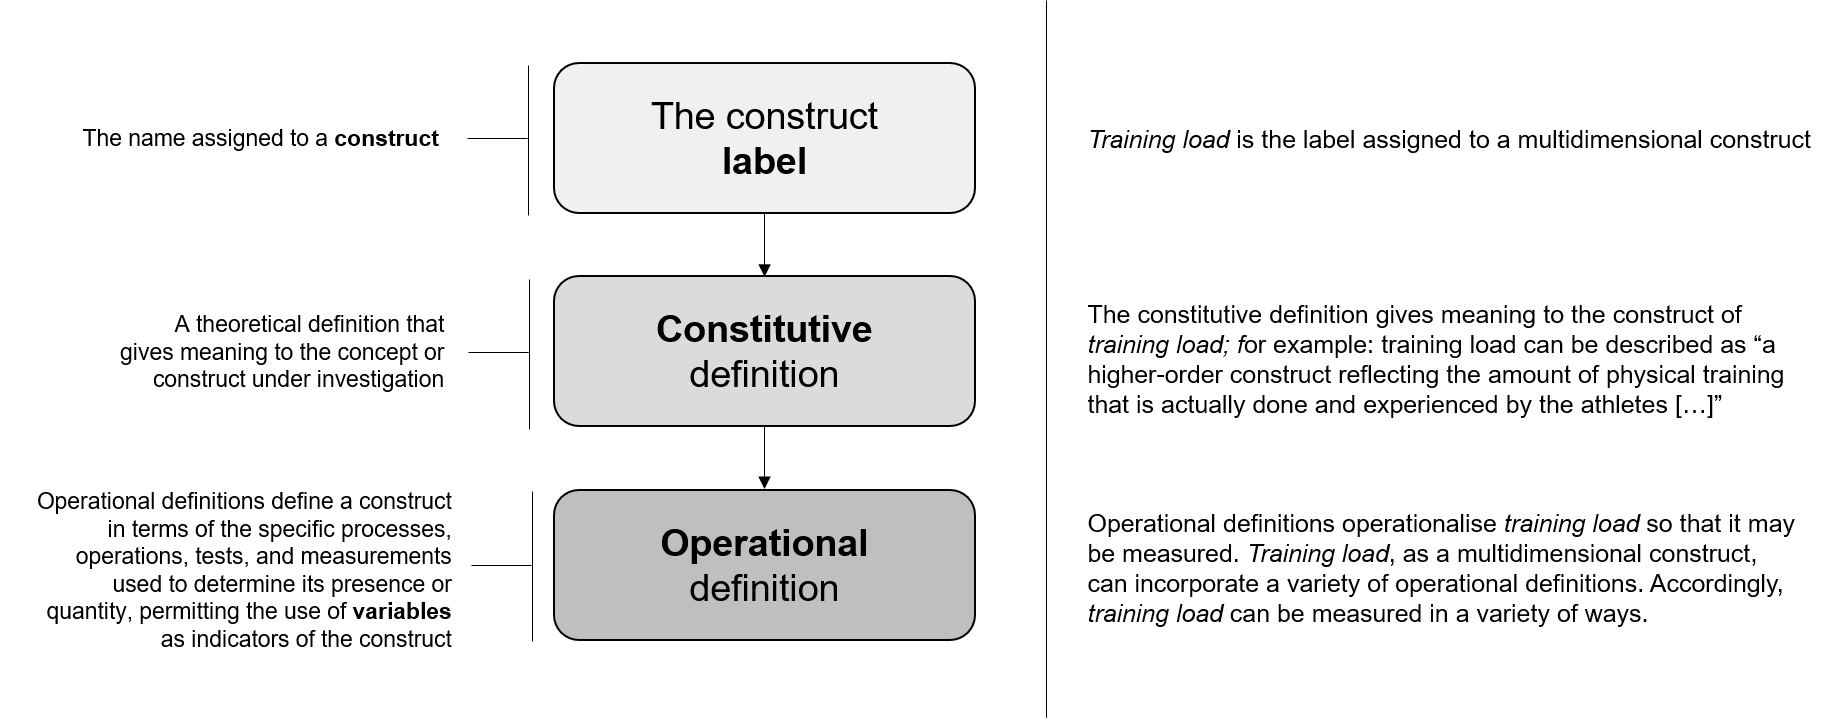 The name assigned to a construct
The construct
label
Training load is the label assigned to a multidimensional construct
A theoretical definition that
gives meaning to the concept or
construct under investigation
Constitutive
definition
The constitutive definition gives meaning to the construct of
training load; for example: training load can be described as “a
higher-order construct reflecting the amount of physical training
that is actually done and experienced by the athletes […]”
Operational definitions define a construct
in terms of the specific processes,
operations, tests, and measurements
used to determine its presence or
quantity, permitting the use of variables
as indicators of the construct
Operational
definition
Operational definitions operationalise training load so that it may
be measured. Training load, as a multidimensional construct,
can incorporate a variety of operational definitions. Accordingly,
training load can be measured in a variety of ways.